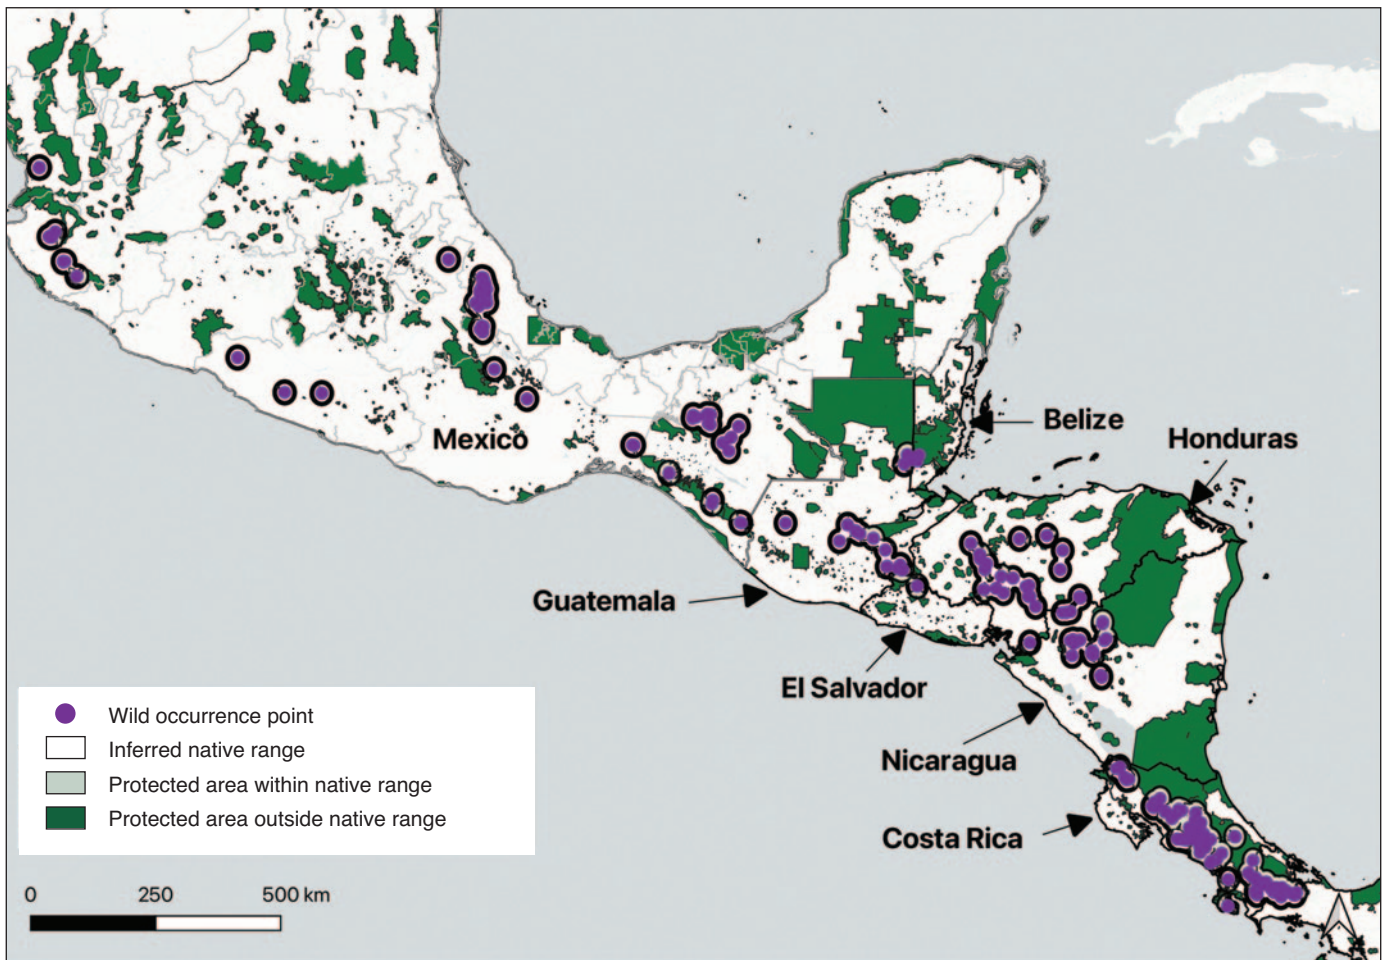 Belize
Honduras
Mexico
Guatemala
El Salvador
Nicaragua
Costa Rica
Wild occurrence point
Inferred native range
Protected area within native range
Protected area outside native range
0 250 500 km